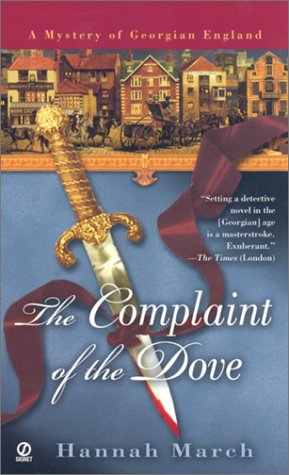 A Mystery of Georgian England
"Setting a detective
novel in the
[Georgian] age
is a masterstroke.
Exuberant."
—The Times (London)
The Complaint
of the Dove
SIGNET
Hannah March